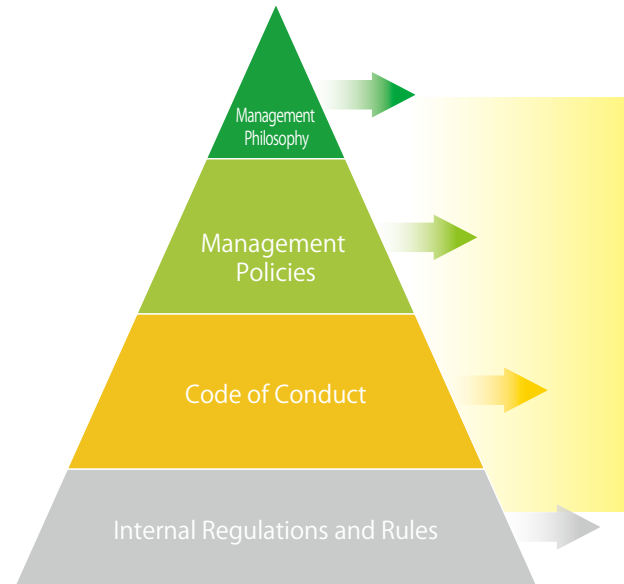 Management
Philosophy
Management
Policies
Code of Conduct
Internal Regulations and Rules